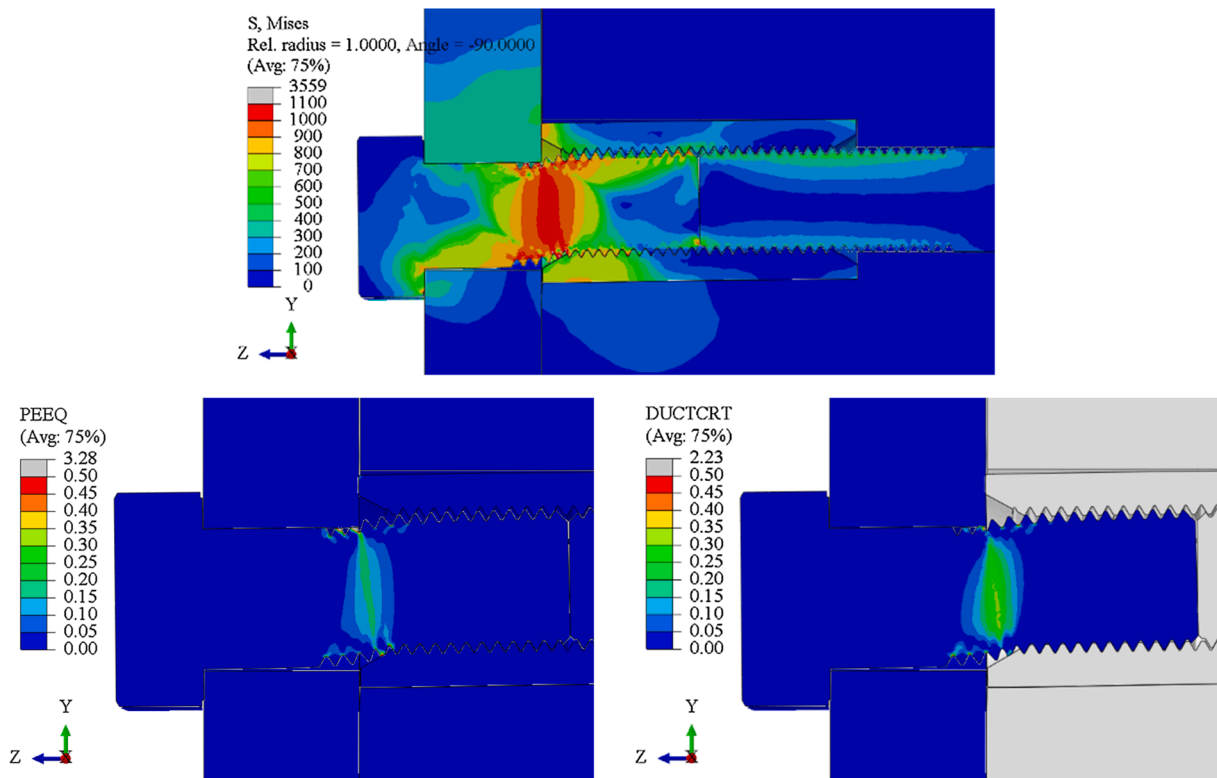 S, Mises
Rel. radius = 1.0000, Angle = -90.0000
(Avg: 75%)
3559
1100
1000
900
800
700
600
500
400
300
200
100
0
Y
Z
X
PEEQ
(Avg: 75%)
3.28
0.50
0.45
0.40
0.35
0.30
0.25
0.20
0.15
0.10
0.05
0.00
Y
Z
X
DUCTCRT
(Avg: 75%)
2.23
0.50
0.45
0.40
0.35
0.30
0.25
0.20
0.15
0.10
0.05
0.00
Y
Z
X